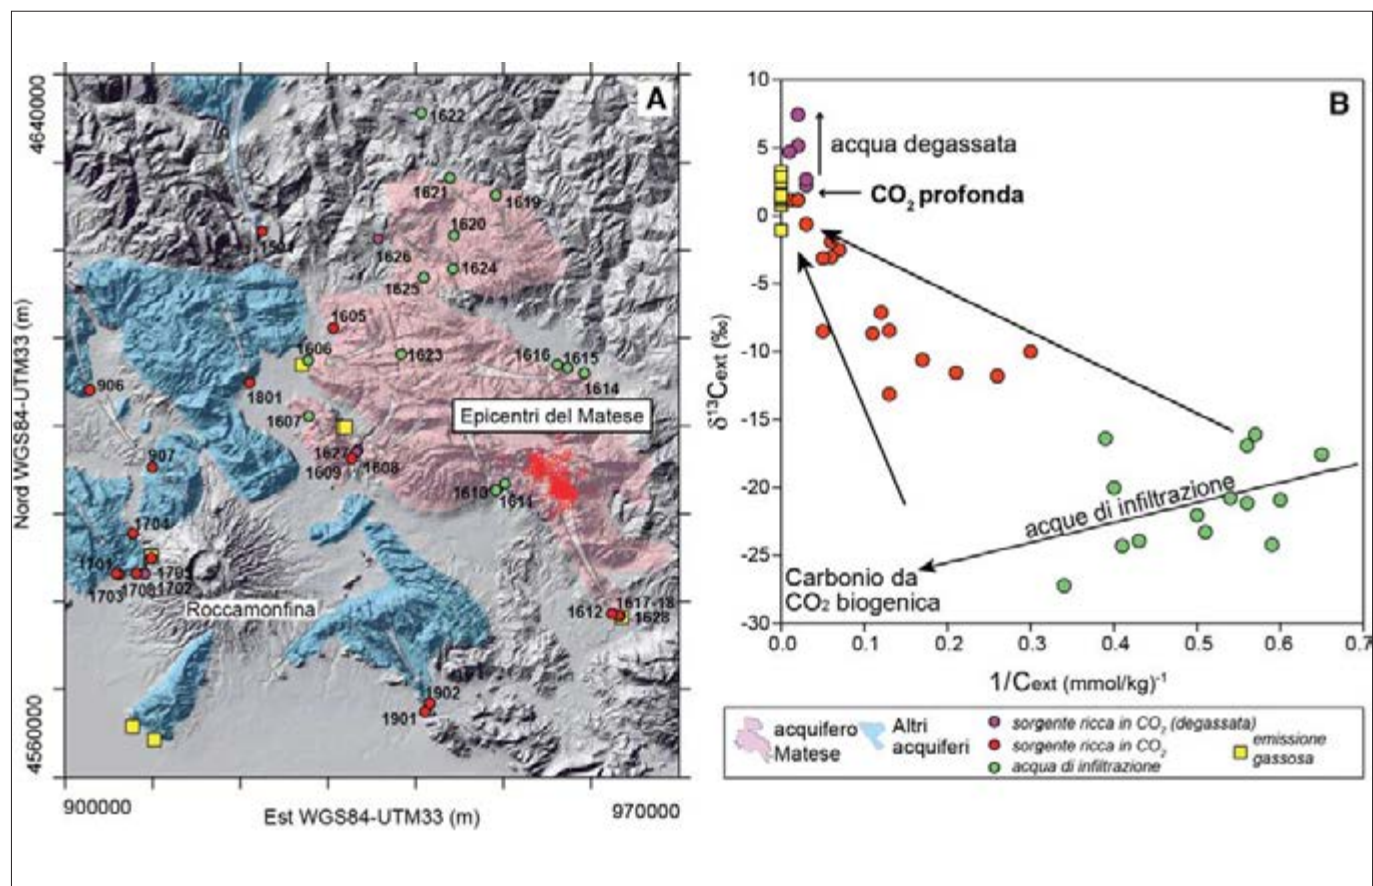 A
4640000
4560000
Nord WGS84-UTM33 (m)
900000
970000
Est WGS84-UTM33 (m)
1622
1621
1619
1620
1626
1624
1625
1605
1606
1623
1616
1615
1614
906
1801
1607
Epicentri del Matese
1627
1609
1608
907
1610
1611
1704
1701
1703
1702
Roccamonfina
1617-18
1612
1628
1902
1901
B
10
5
0
-5
-10
-15
-20
-25
-30
δ¹³Cext (‰)
acqua degassata
CO₂ profonda
acque di infiltrazione
Carbonio da
CO₂ biogenica
0.0
0.1
0.2
0.3
0.4
0.5
0.6
0.7
1/Cext (mmol/kg)⁻¹
acquifero
Matese
Altri
acquiferi
sorgente ricca in CO₂ (degassata)
sorgente ricca in CO₂
acqua di infiltrazione
emissione
gassosa